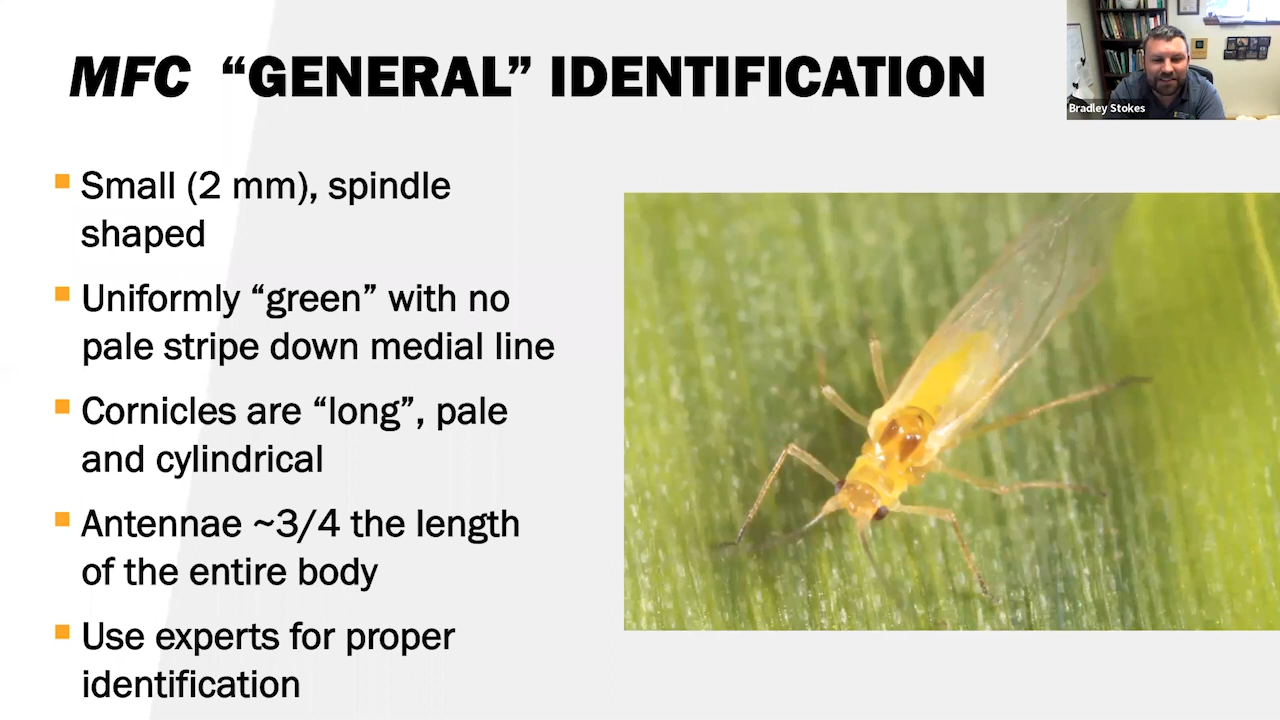 MFC “GENERAL” IDENTIFICATION
Bradley Stokes
Small (2 mm), spindle
shaped
Uniformly “green” with no
pale stripe down medial line
Cornicles are “long”, pale
and cylindrical
Antennae ~3/4 the length
of the entire body
Use experts for proper
identification